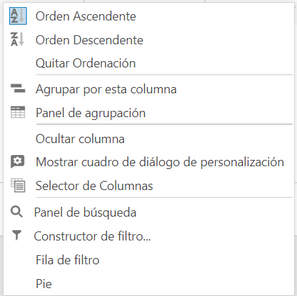 Orden Ascendente
Orden Descendente
Quitar Ordenación
Agrupar por esta columna
Panel de agrupación
Ocultar columna
Mostrar cuadro de diálogo de personalización
Selector de Columnas
Panel de búsqueda
Constructor de filtro...
Fila de filtro
Pie